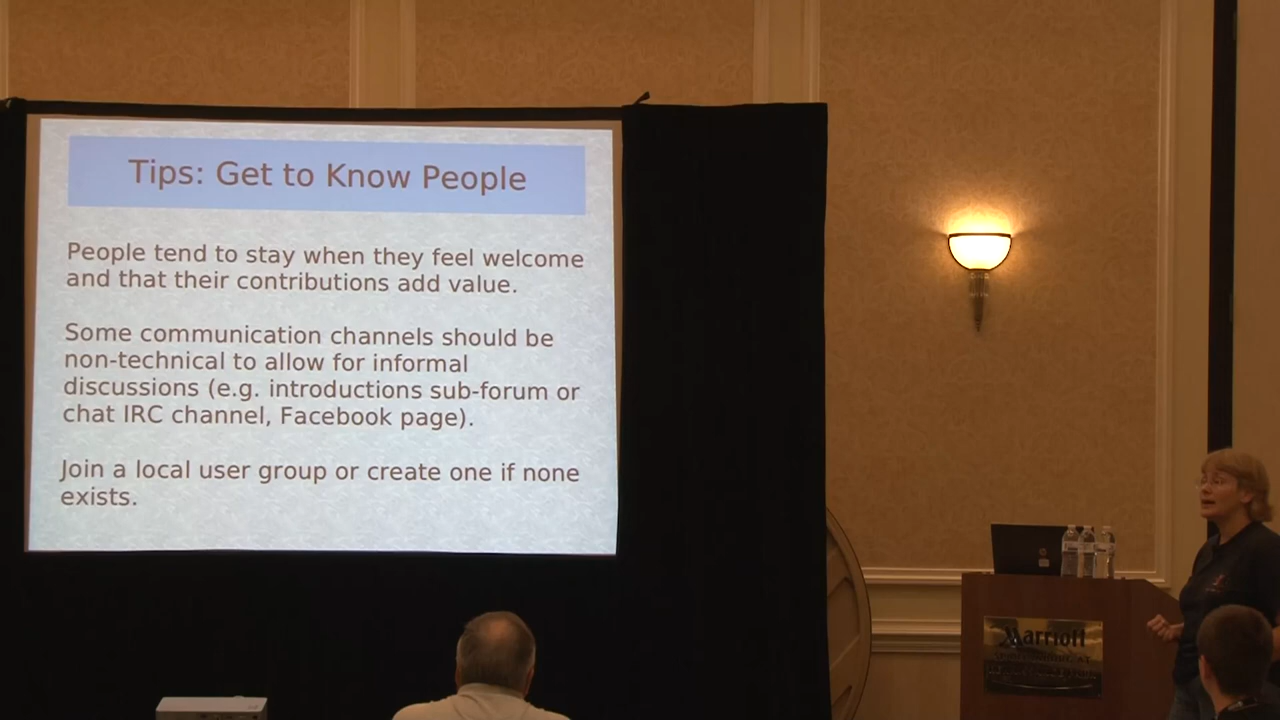 Tips: Get to Know People
People tend to stay when they feel welcome
and that their contributions add value.
Some communication channels should be
non-technical to allow for informal
discussions (e.g. introductions sub-forum or
chat IRC channel, Facebook page).
Join a local user group or create one if none
exists.
Marriott